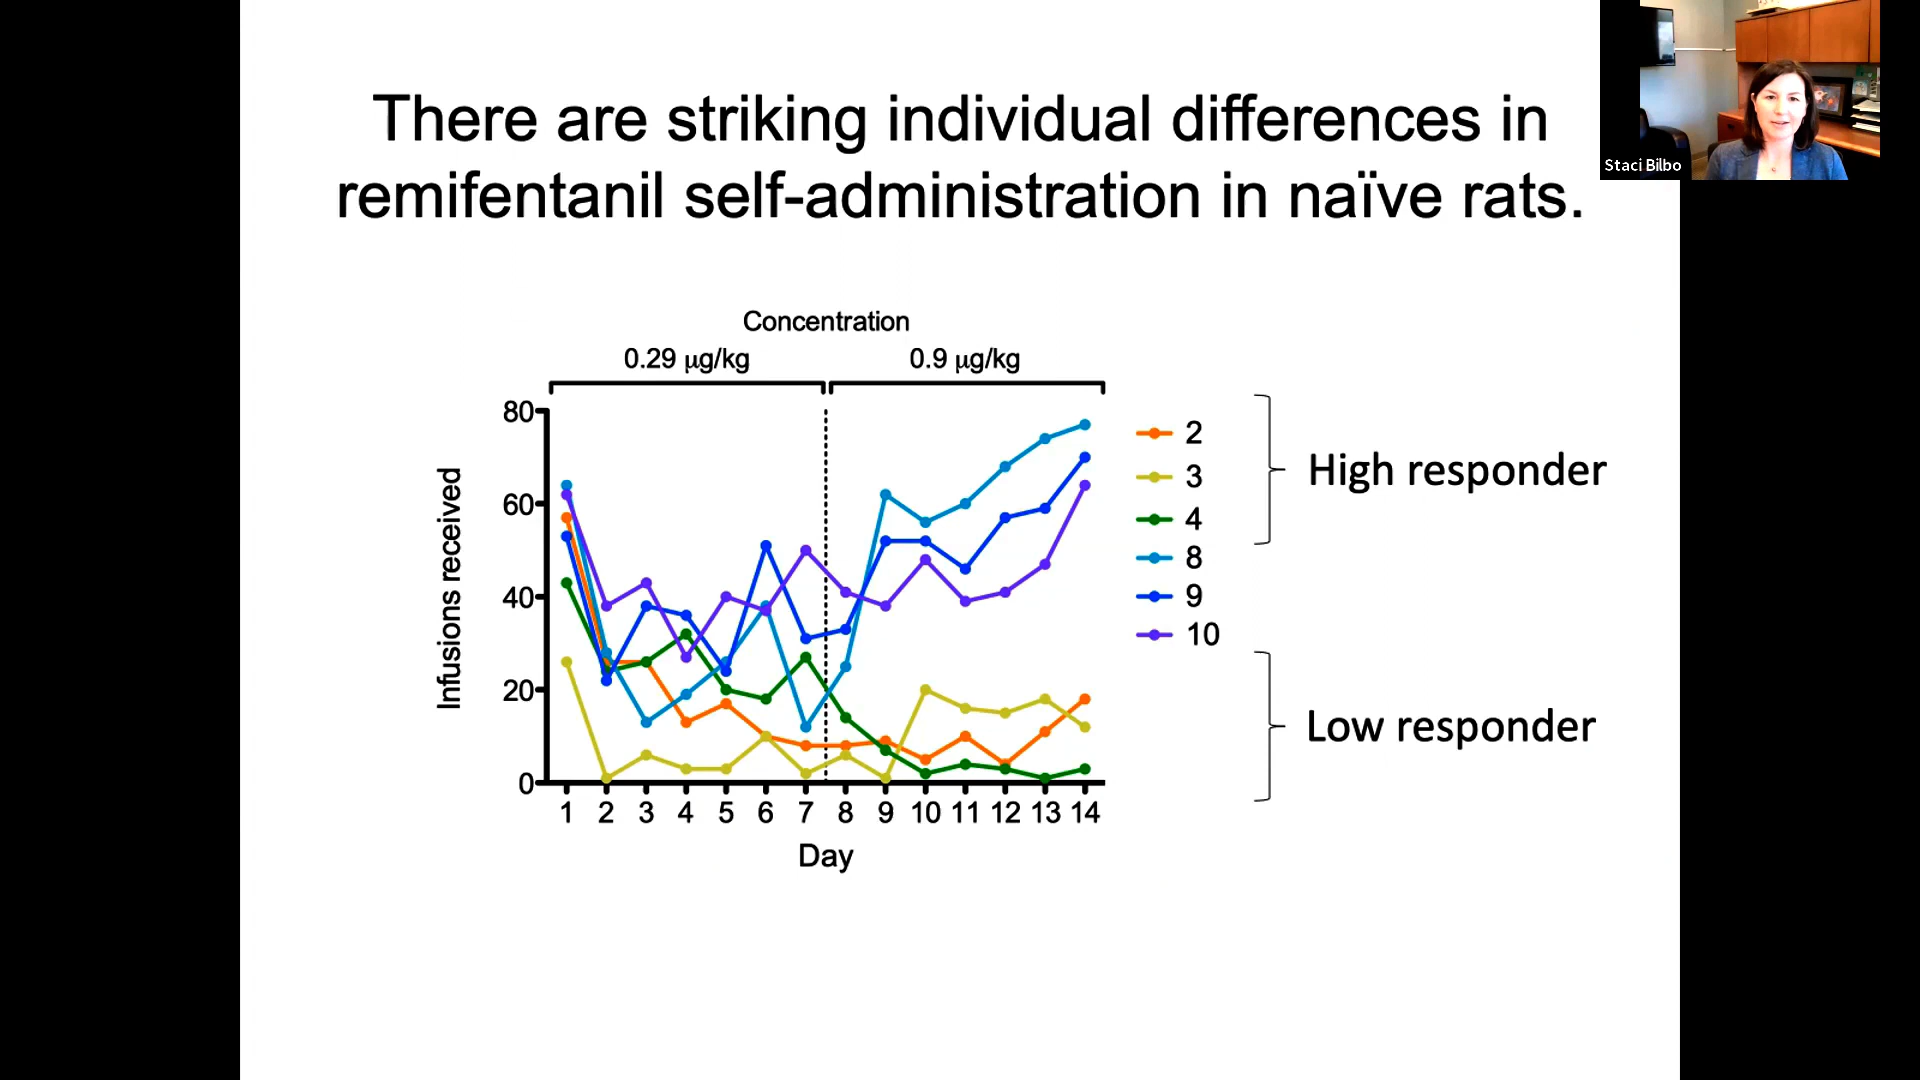 There are striking individual differences in
remifentanil self-administration in naïve rats.
Staci Bilbo
Concentration
0.29 µg/kg
0.9 µg/kg
Infusions received
80
60
40
20
0
1 2 3 4 5 6 7 8 9 10 11 12 13 14
Day
2
3
4
8
9
10
High responder
Low responder